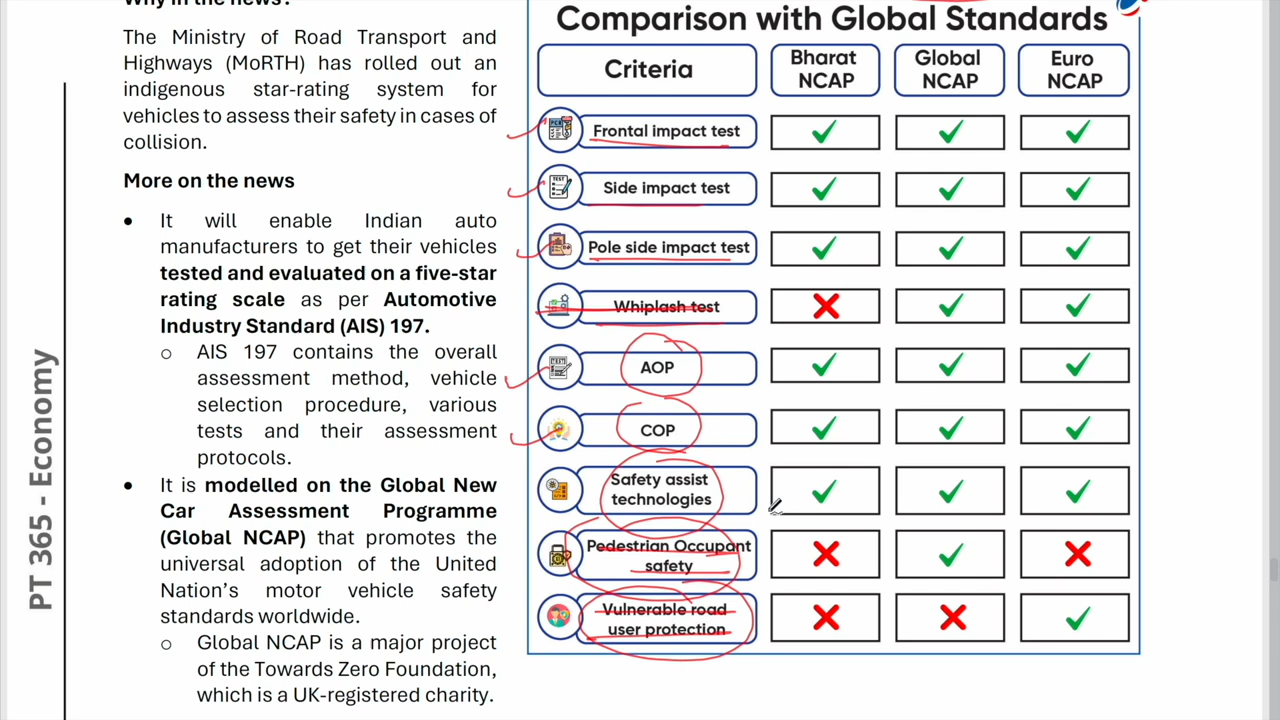 Why in the news?
The Ministry of Road Transport and
Highways (MoRTH) has rolled out an
indigenous star-rating system for
vehicles to assess their safety in cases of
collision.
More on the news
• It will enable Indian auto
manufacturers to get their vehicles
tested and evaluated on a five-star
rating scale as per Automotive
Industry Standard (AIS) 197.
o AIS 197 contains the overall
assessment method, vehicle
selection procedure, various
tests and their assessment
protocols.
• It is modelled on the Global New
Car Assessment Programme
(Global NCAP) that promotes the
universal adoption of the United
Nation's motor vehicle safety
standards worldwide.
o Global NCAP is a major project
of the Towards Zero Foundation,
which is a UK-registered charity.
PT 365 - Economy
Comparison with Global Standards
Criteria
Bharat
NCAP
Global
NCAP
Euro
NCAP
Frontal impact test
Side impact test
Pole side impact test
Whiplash test
AOP
COP
Safety assist
technologies
Pedestrian Occupant
safety
Vulnerable road
user protection